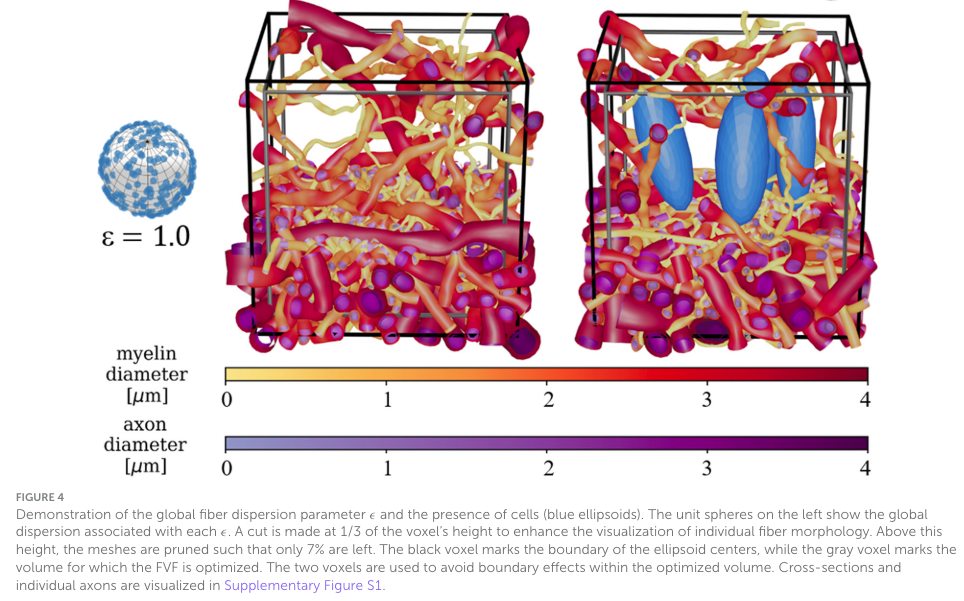 ε = 1.0
myelin
diameter
[μm]
0 1 2 3 4
axon
diameter
[μm]
0 1 2 3 4
FIGURE 4
Demonstration of the global fiber dispersion parameter ϵ and the presence of cells (blue ellipsoids). The unit spheres on the left show the global
dispersion associated with each ϵ. A cut is made at 1/3 of the voxel's height to enhance the visualization of individual fiber morphology. Above this
height, the meshes are pruned such that only 7% are left. The black voxel marks the boundary of the ellipsoid centers, while the gray voxel marks the
volume for which the FVF is optimized. The two voxels are used to avoid boundary effects within the optimized volume. Cross-sections and
individual axons are visualized in Supplementary Figure S1.